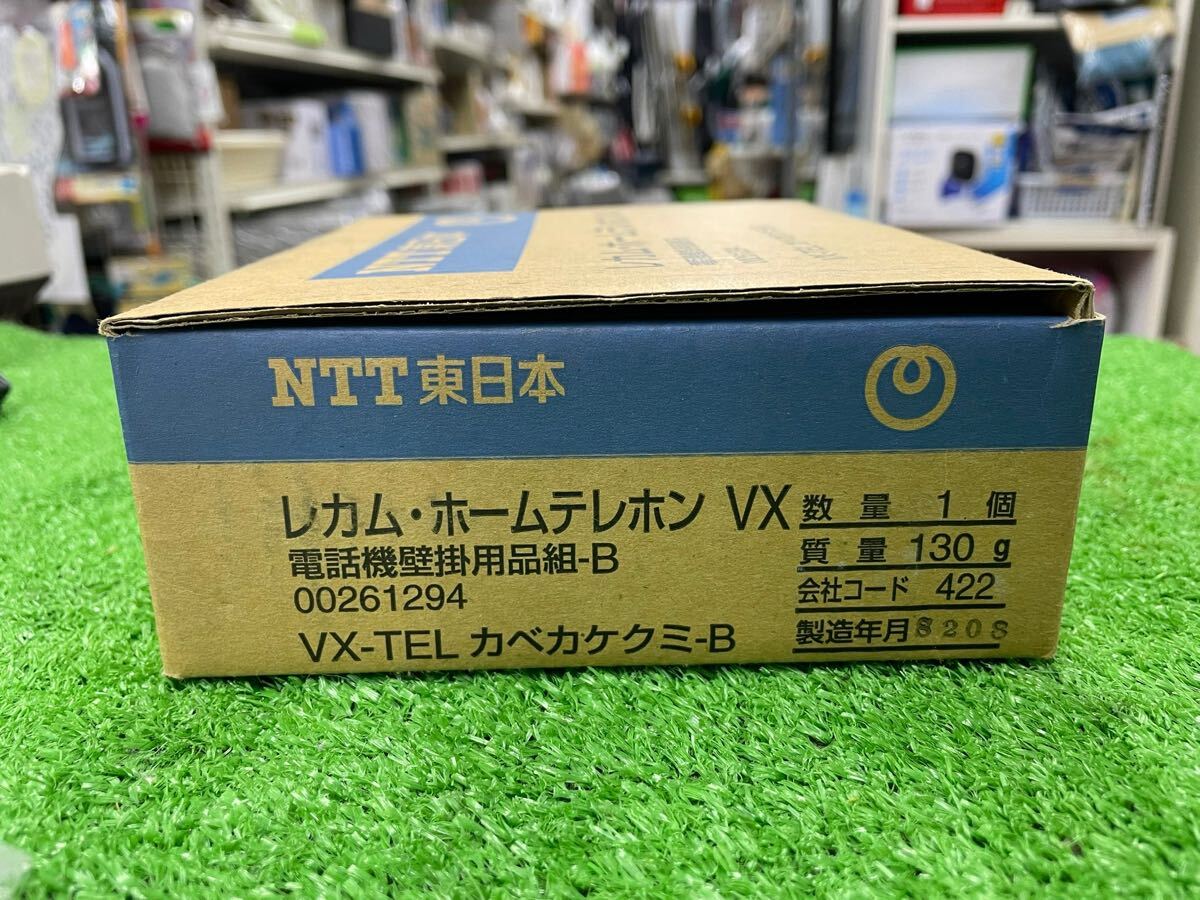 NTT東日本
レカム・ホームテレホン VX
電話機壁掛用品組-B
00261294
VX-TEL カベカケクミ-B
数量 1 個
質量 130 g
会社コード 422
製造年月 8208